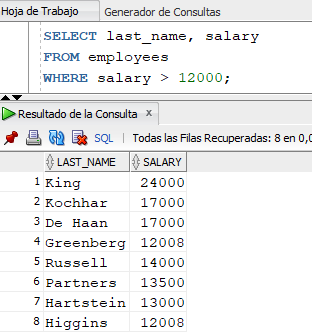 Hoja de Trabajo Generador de Consultas
SELECT last_name, salary
FROM employees
WHERE salary > 12000;
Resultado de la Consulta x
SQL | Todas las Filas Recuperadas: 8 en 0,0
LAST_NAME SALARY
1 King 24000
2 Kochhar 17000
3 De Haan 17000
4 Greenberg 12008
5 Russell 14000
6 Partners 13500
7 Hartstein 13000
8 Higgins 12008